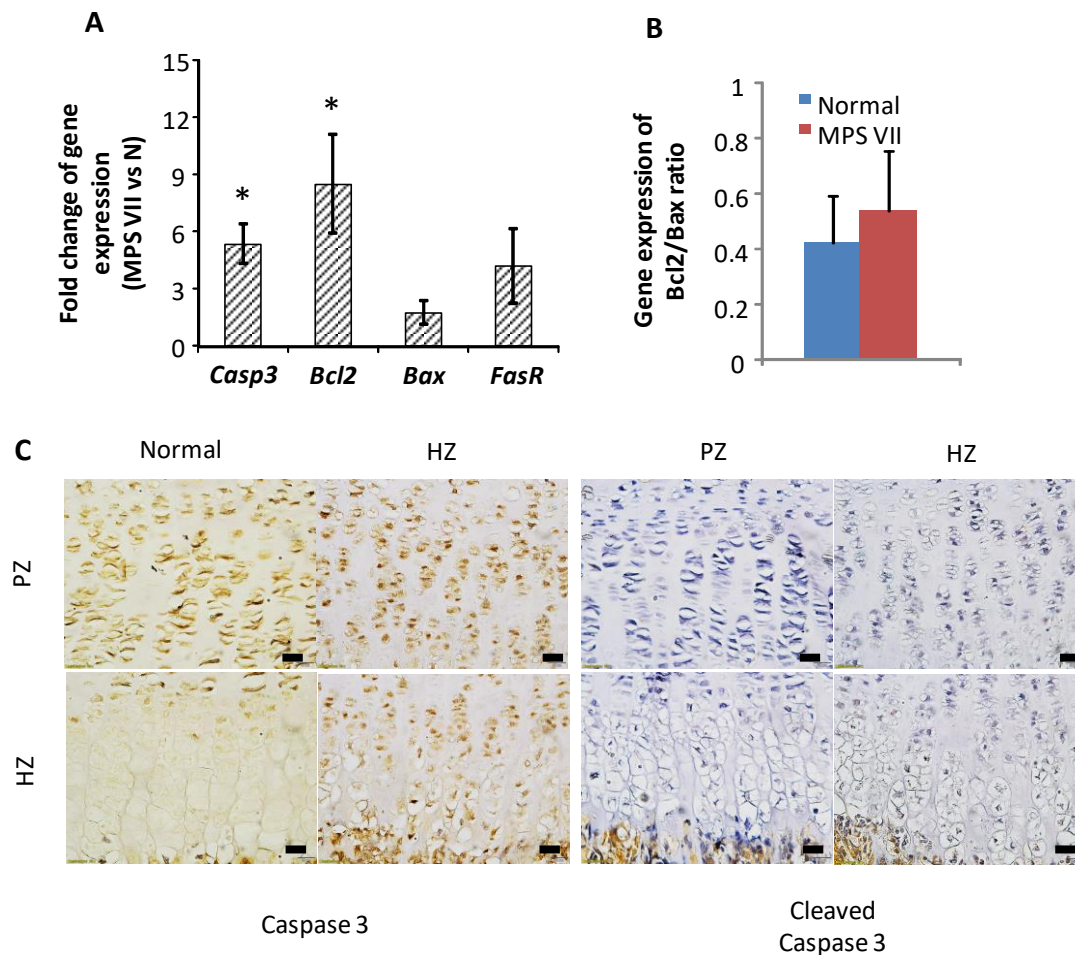 A
Fold change of gene
expression
(MPS VII vs N)
15
12
9
6
3
0
*
*
Casp3
Bcl2
Bax
FasR
B
Gene expression of
Bcl2/Bax ratio
1
0.8
0.6
0.4
0.2
0
Normal
MPS VII
C
Normal
HZ
PZ
HZ
PZ
HZ
Caspase 3
Cleaved
Caspase 3